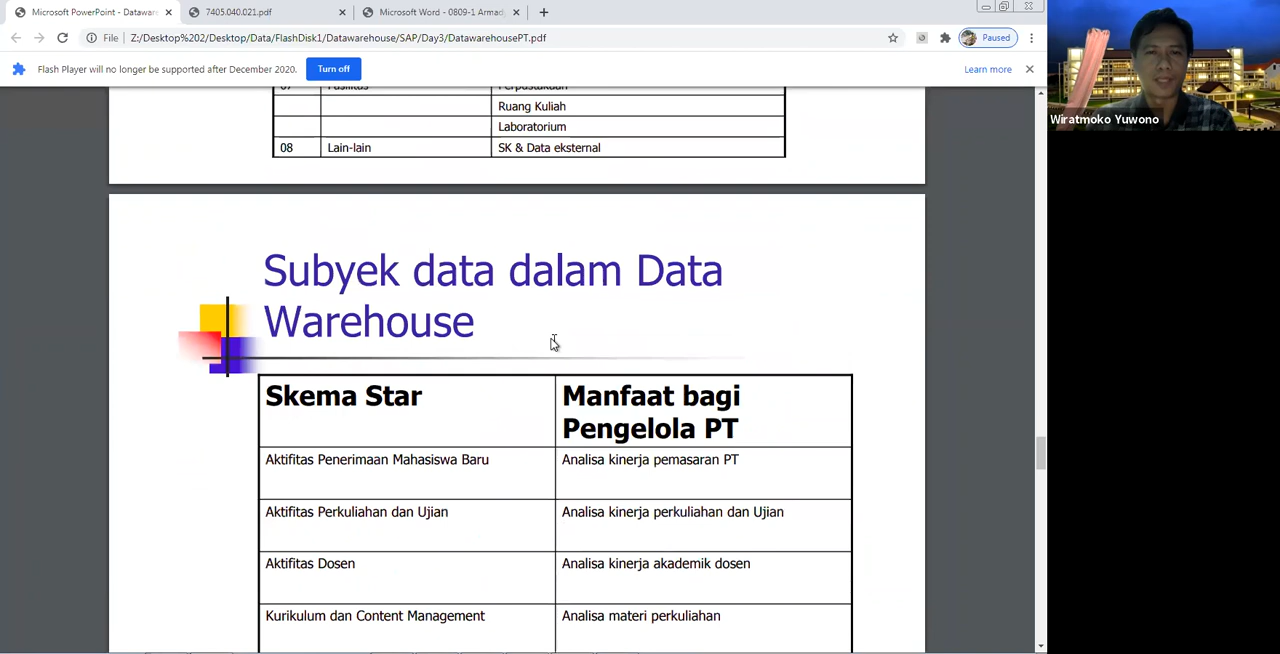 Microsoft PowerPoint - Datawar
7405.040.021.pdf
Microsoft Word - 0809-1 Armad
File
Z:/Desktop%202/Desktop/Data/FlashDisk1/Datawarehouse/SAP/Day3/DatawarehousePT.pdf
Paused
Flash Player will no longer be supported after December 2020.
Turn off
Learn more
Wiratmoko Yuwono
07 Fasilitas Perpustakaan
Ruang Kuliah
Laboratorium
08 Lain-lain SK & Data eksternal
Subyek data dalam Data
Warehouse
Skema Star
Manfaat bagi
Pengelola PT
Aktifitas Penerimaan Mahasiswa Baru
Analisa kinerja pemasaran PT
Aktifitas Perkuliahan dan Ujian
Analisa kinerja perkuliahan dan Ujian
Aktifitas Dosen
Analisa kinerja akademik dosen
Kurikulum dan Content Management
Analisa materi perkuliahan